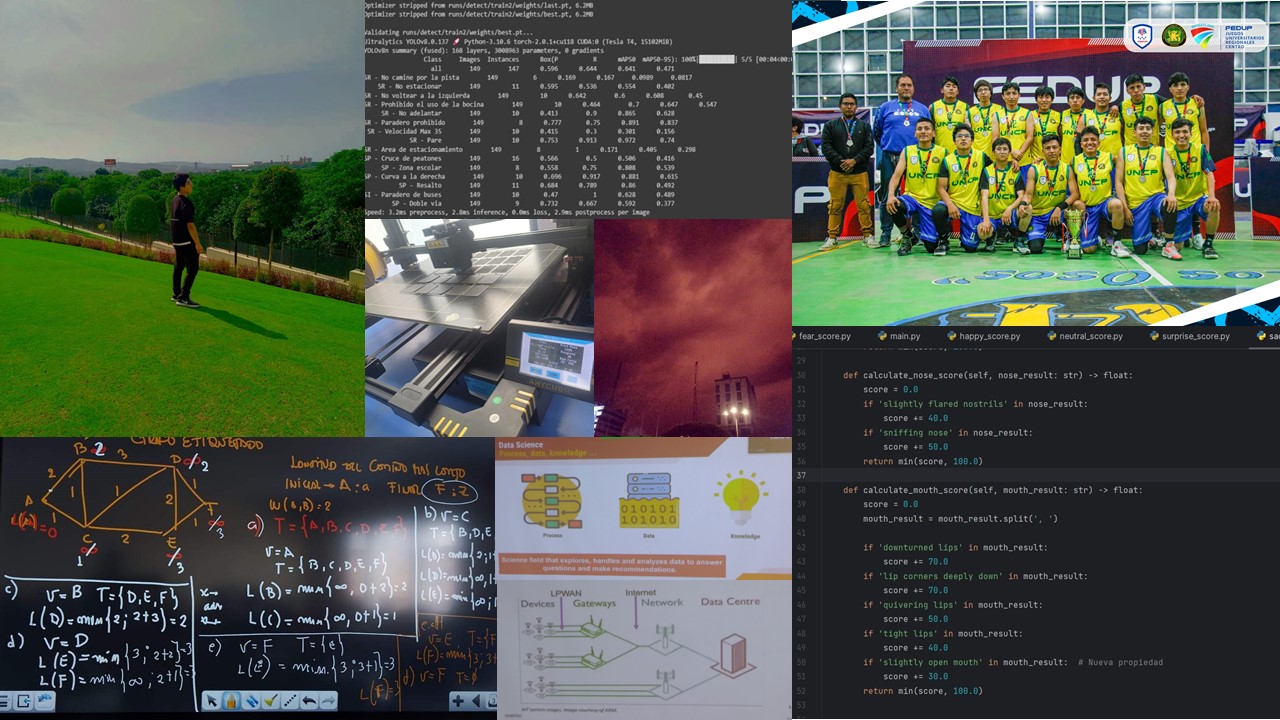 Optimizer stripped from runs/detect/train2/weights/last.pt, 6.2MB
Optimizer stripped from runs/detect/train2/weights/best.pt, 6.2MB
Validating runs/detect/train2/weights/best.pt...
Ultralytics YOLOv8.0.137 🚀 Python-3.10.6 torch-2.0.1+cu118 CUDA:0 (Tesla T4, 15102MiB)
YOLOv8n summary (fused): 168 layers, 3008963 parameters, 0 gradients
Class Images Instances Box(P R mAP50 mAP50-95): 100%| 5/5 [00:04<00:
all 149 147 0.596 0.644 0.641 0.471
SR - No camine por la pista 149 6 0.169 0.167 0.0989 0.0817
SR - No estacionar 149 11 0.595 0.536 0.554 0.402
SR - No voltear a la izquierda 149 10 0.642 0.6 0.608 0.45
SR - Prohibido el uso de la bocina 149 10 0.464 0.7 0.647 0.547
SR - No adelantar 149 10 0.413 0.9 0.865 0.628
SR - Paradero prohibido 149 8 0.777 0.75 0.891 0.837
SR - Velocidad Max 35 149 10 0.415 0.3 0.301 0.156
SR - Pare 149 10 0.753 0.913 0.972 0.74
SR - Area de estacionamiento 149 8 1 0.171 0.405 0.298
SP - Cruce de peatones 149 16 0.566 0.5 0.506 0.416
SP - Zona escolar 149 8 0.558 0.75 0.808 0.539
SP - Curva a la derecha 149 10 0.696 0.917 0.881 0.615
SP - Resalto 149 11 0.684 0.789 0.86 0.492
SI - Paradero de buses 149 10 0.47 1 0.628 0.489
SP - Doble via 149 9 0.732 0.667 0.592 0.377
Speed: 3.2ms preprocess, 2.8ms inference, 0.0ms loss, 2.9ms postprocess per image
FEDUP
JUEGOS
UNIVERSITARIOS
REGIONALES
CENTRO
FEDUP
UNCP
ANYCUBIC
fear_score.py main.py happy_score.py neutral_score.py surprise_score.py sa
29
30 def calculate_nose_score(self, nose_result: str) -> float:
31 score = 0.0
32 if 'slightly flared nostrils' in nose_result:
33 score += 40.0
34 if 'sniffing nose' in nose_result:
35 score += 50.0
36 return min(score, 100.0)
37
38 def calculate_mouth_score(self, mouth_result: str) -> float:
39 score = 0.0
40 mouth_result = mouth_result.split(', ')
41
42 if 'downturned lips' in mouth_result:
43 score += 70.0
44 if 'lip corners deeply down' in mouth_result:
45 score += 70.0
46 if 'quivering lips' in mouth_result:
47 score += 50.0
48 if 'tight lips' in mouth_result:
49 score += 40.0
50 if 'slightly open mouth' in mouth_result: # Nueva propiedad
51 score += 30.0
52 return min(score, 100.0)
53
GRAFO ETIQUETADO
B 2
3
D ∞ 2
2
A 1 1 2 1 F
L(A)=0 1
C 2 E
1 3
LONGITUD DEL CAMINO MAS CORTO
INICIAL → A: a FINAL F: z
W(A,B)=2
a) T={A,B,C,D,E,F}
V=A
T={B,C,D,E,F}
L(B)=min{∞, 0+2}=2
L(C)=min{∞, 0+1}=1
b) V=C
T={B,D,E
c) V=B T={D,E,F}
L(D)=min{2; 2+3}=2
d) V=D
L(E)=min{3; 2+2}=3
L(F)=min{∞; 2+1}=3
e) V=F T={E}
L(E)=min{3; 3+1}=3
V=E, T={F
V=F T=∅
Data Science
Process, data, knowledge ...
010101
101010
Process Data Knowledge
Science field that explores, handles and analyzes data to answer
questions and make recommendations.
LPWAN Internet
Devices Gateways Network Data Centre